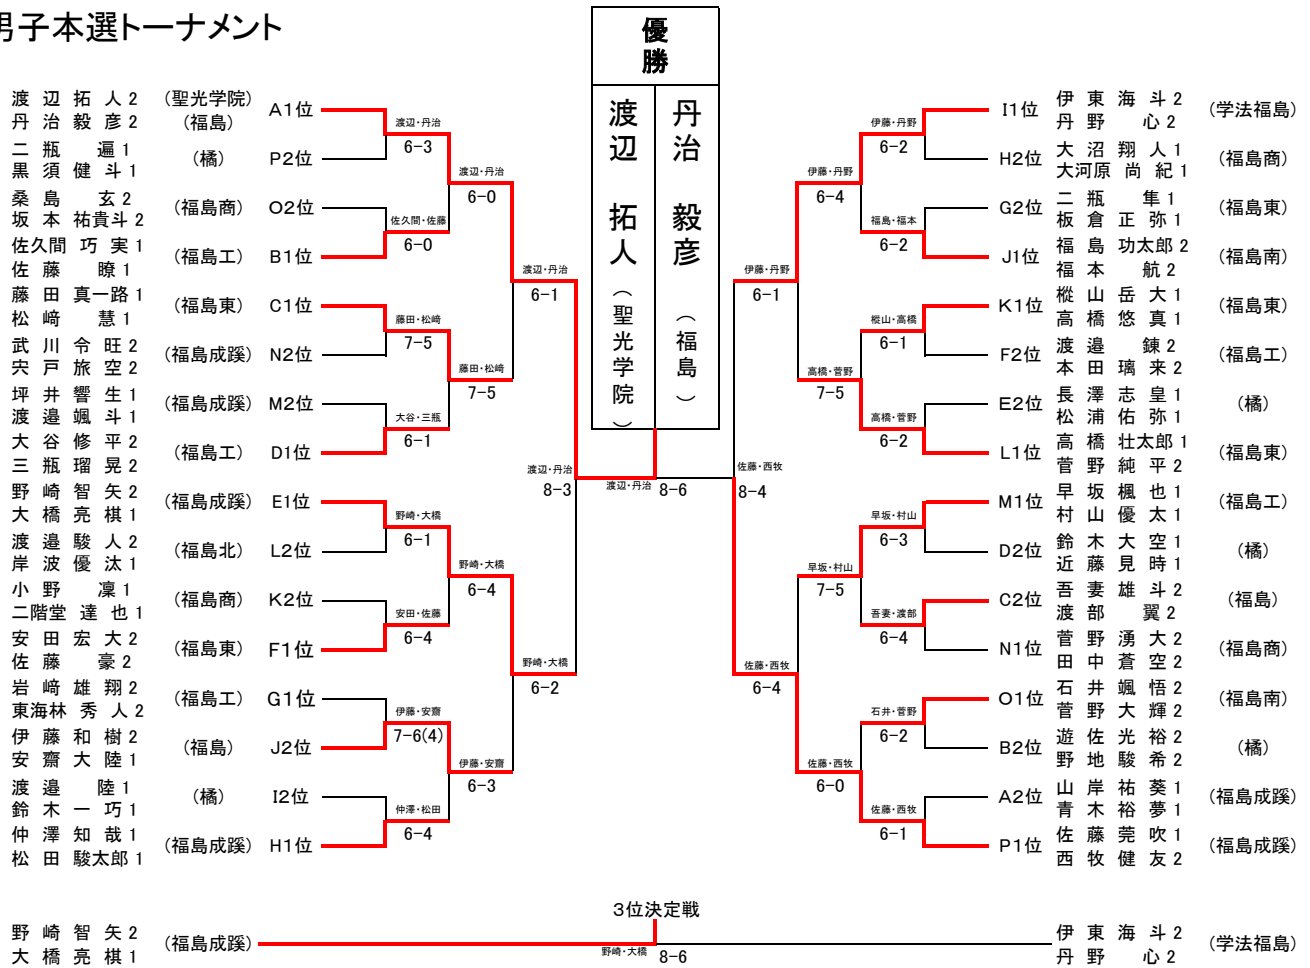 男子本選トーナメント
優勝
渡辺 拓人(聖光学院)
丹治 毅彦(福島)
渡辺拓人2 (聖光学院) A1位
丹治毅彦2 (福島)
二瓶 遍1 (橘) P2位
黒須健斗1
桑島 玄2 (福島商) O2位
坂本祐貴斗2
佐久間巧実1 (福島工) B1位
佐藤 瞭1
藤田真一路1 (福島東) C1位
松﨑 慧1
武川令旺2 (福島成蹊) N2位
宍戸旅空2
坪井響生1 (福島成蹊) M2位
渡邉颯斗1
大谷修平2 (福島工) D1位
三瓶瑠晃2
野崎智矢2 (福島成蹊) E1位
大橋亮棋1
渡邉駿人2 (福島北) L2位
岸波優汰1
小野 凜1 (福島商) K2位
二階堂達也1
安田宏大2 (福島東) F1位
佐藤 豪2
岩﨑雄翔2 (福島工) G1位
東海林秀人2
伊藤和樹2 (福島) J2位
安齋大陸1
渡邉 陸1 (橘) I2位
鈴木一巧1
仲澤知哉1 (福島成蹊) H1位
松田駿太郎1
渡辺・丹治
6-3
佐久間・佐藤
6-0
藤田・松﨑
7-5
大谷・三瓶
6-1
野崎・大橋
6-1
安田・佐藤
6-4
伊藤・安齋
7-6(4)
仲澤・松田
6-4
渡辺・丹治
6-0
藤田・松﨑
7-5
野崎・大橋
6-4
伊藤・安齋
6-3
渡辺・丹治
6-1
野崎・大橋
6-2
渡辺・丹治
8-3
渡辺・丹治 8-6
佐藤・西牧
8-4
伊藤・丹野
6-1
佐藤・西牧
6-4
伊藤・丹野
6-4
高橋・菅野
7-5
早坂・村山
7-5
佐藤・西牧
6-0
伊藤・丹野
6-2
福島・福本
6-2
樅山・高橋
6-1
高橋・菅野
6-2
早坂・村山
6-3
吾妻・渡部
6-4
石井・菅野
6-2
佐藤・西牧
6-1
I1位 伊東海斗2 (学法福島)
丹野 心2
H2位 大沼翔人1 (福島商)
大河原尚紀1
G2位 二瓶 隼1 (福島東)
板倉正弥1
J1位 福島功太郎2 (福島南)
福本 航2
K1位 樅山岳大1 (福島東)
高橋悠真1
F2位 渡邉 錬2 (福島工)
本田璃来2
E2位 長澤志皇1 (橘)
松浦佑弥1
L1位 高橋壮太郎1 (福島東)
菅野純平2
M1位 早坂楓也1 (福島工)
村山優太1
D2位 鈴木大空1 (橘)
近藤見時1
C2位 吾妻雄斗2 (福島)
渡部 翼2
N1位 菅野湧大2 (福島商)
田中蒼空2
O1位 石井颯悟2 (福島南)
菅野大輝2
B2位 遊佐光裕2 (橘)
野地駿希2
A2位 山岸祐葵1 (福島成蹊)
青木裕夢1
P1位 佐藤莞吹1 (福島成蹊)
西牧健友2
3位決定戦
野崎智矢2 (福島成蹊)
大橋亮棋1
野崎・大橋 8-6
伊東海斗2 (学法福島)
丹野 心2